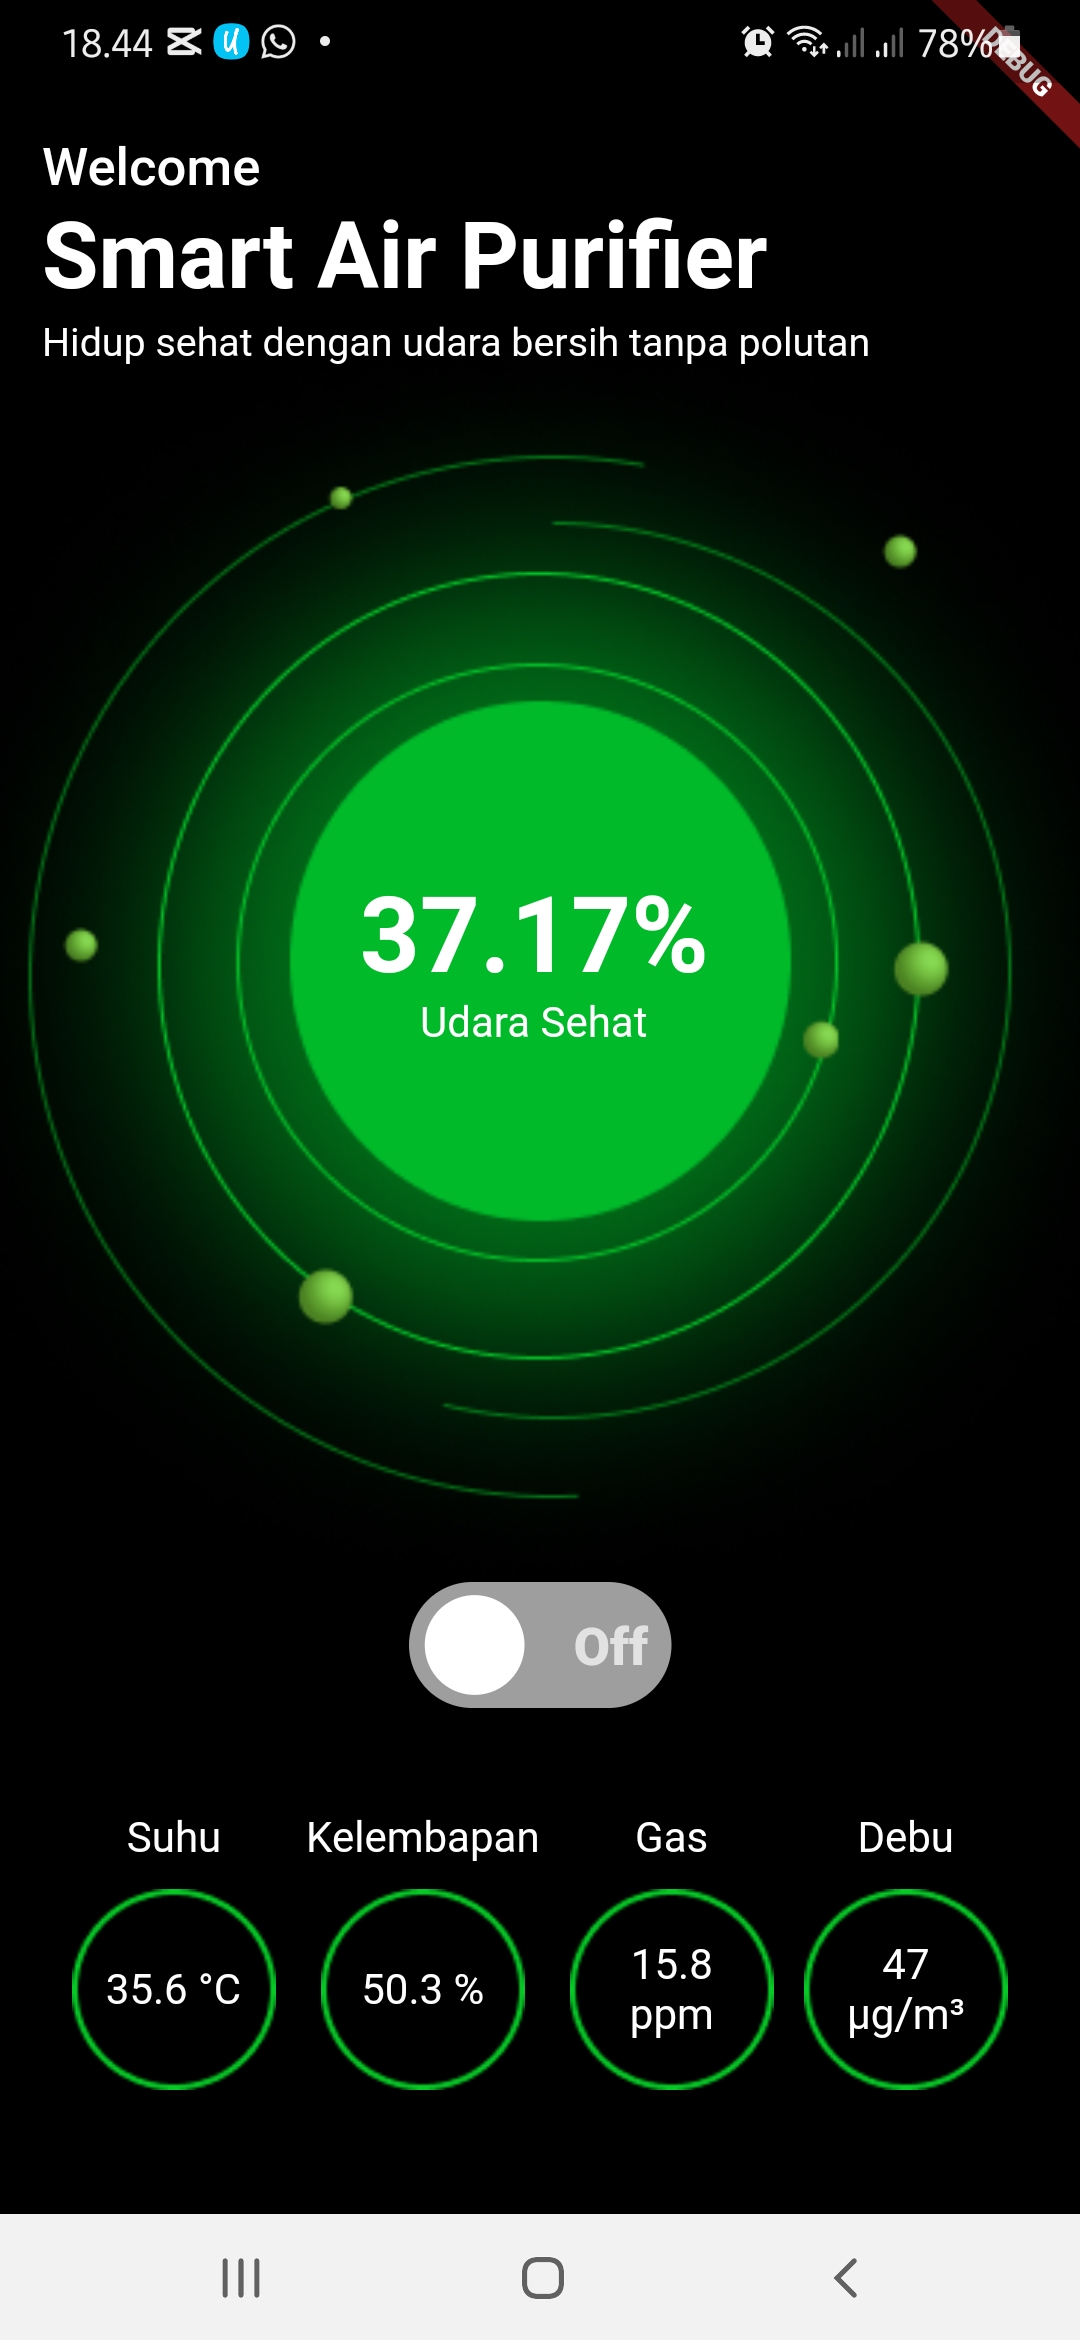 18.44
78%
DEBUG
Welcome
Smart Air Purifier
Hidup sehat dengan udara bersih tanpa polutan
37.17%
Udara Sehat
Off
Suhu Kelembapan Gas Debu
35.6 °C 50.3 % 15.8 ppm 47 µg/m³